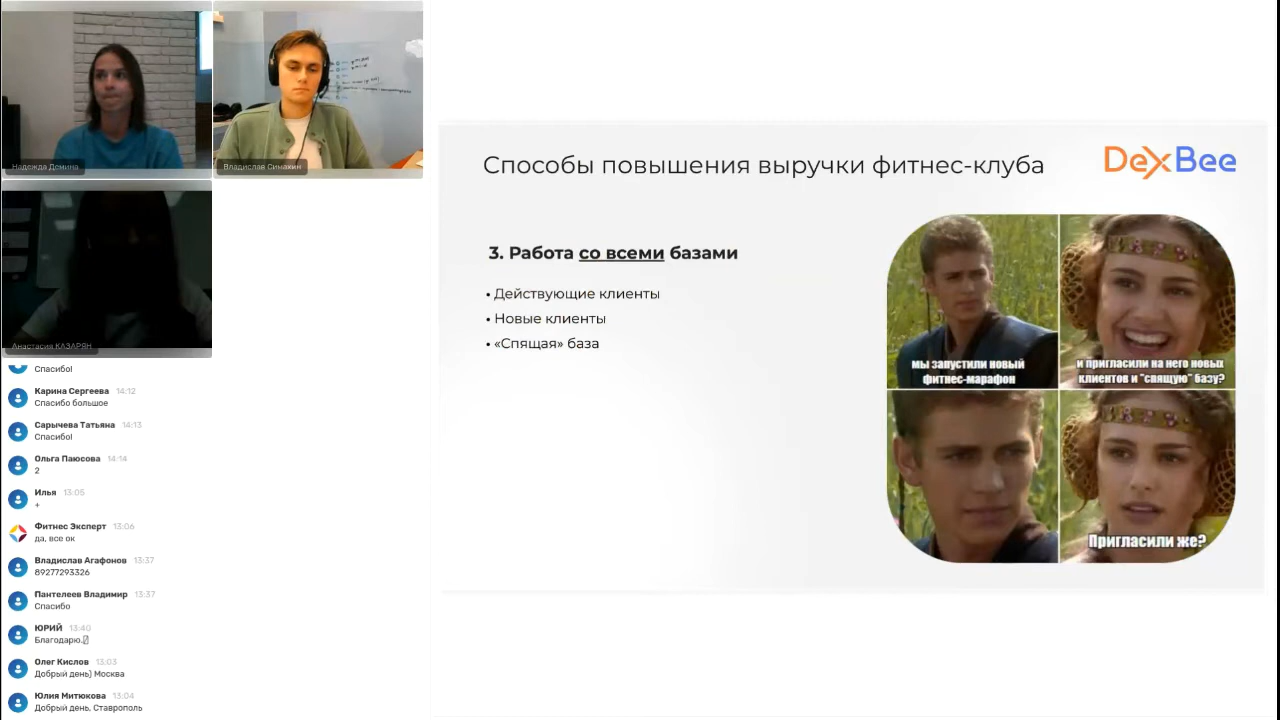 Надежда Демина
Владислав Симахин
Анастасия КАЗАРЯН
Спасибо!
Карина Сергеева 14:12
Спасибо большое
Сарычева Татьяна 14:13
Спасибо!
Ольга Паюсова 14:14
2
Илья 13:05
+
Фитнес Эксперт 13:06
да, все ок
Владислав Агафонов 13:37
89277293326
Пантелеев Владимир 13:37
Спасибо
ЮРИЙ 13:40
Благодарю.
Олег Кислов 13:03
Добрый день) Москва
Юлия Митюкова 13:04
Добрый день, Ставрополь
Способы повышения выручки фитнес-клуба
DexBee
3. Работа со всеми базами
• Действующие клиенты
• Новые клиенты
• «Спящая» база
мы запустили новый
фитнес-марафон
и пригласили на него новых
клиентов и "спящую" базу?
Пригласили же?